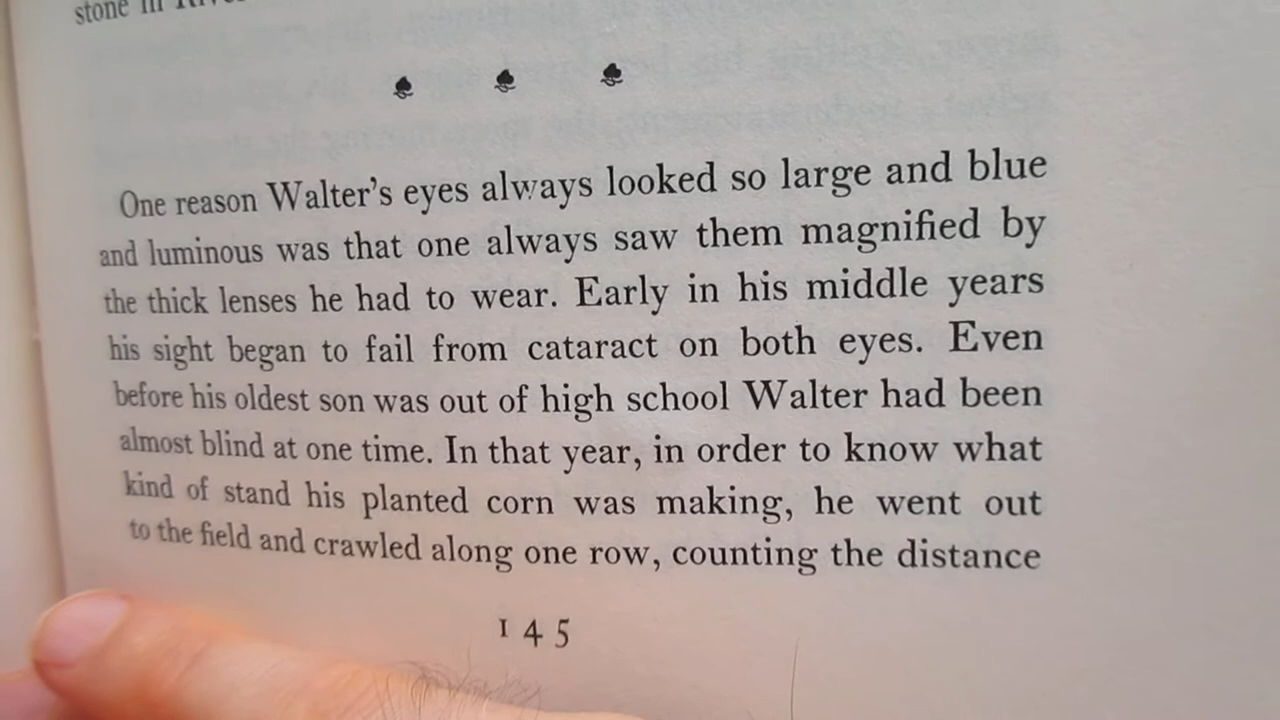 stone in
One reason Walter's eyes always looked so large and blue
and luminous was that one always saw them magnified by
the thick lenses he had to wear. Early in his middle years
his sight began to fail from cataract on both eyes. Even
before his oldest son was out of high school Walter had been
almost blind at one time. In that year, in order to know what
kind of stand his planted corn was making, he went out
to the field and crawled along one row, counting the distance
145